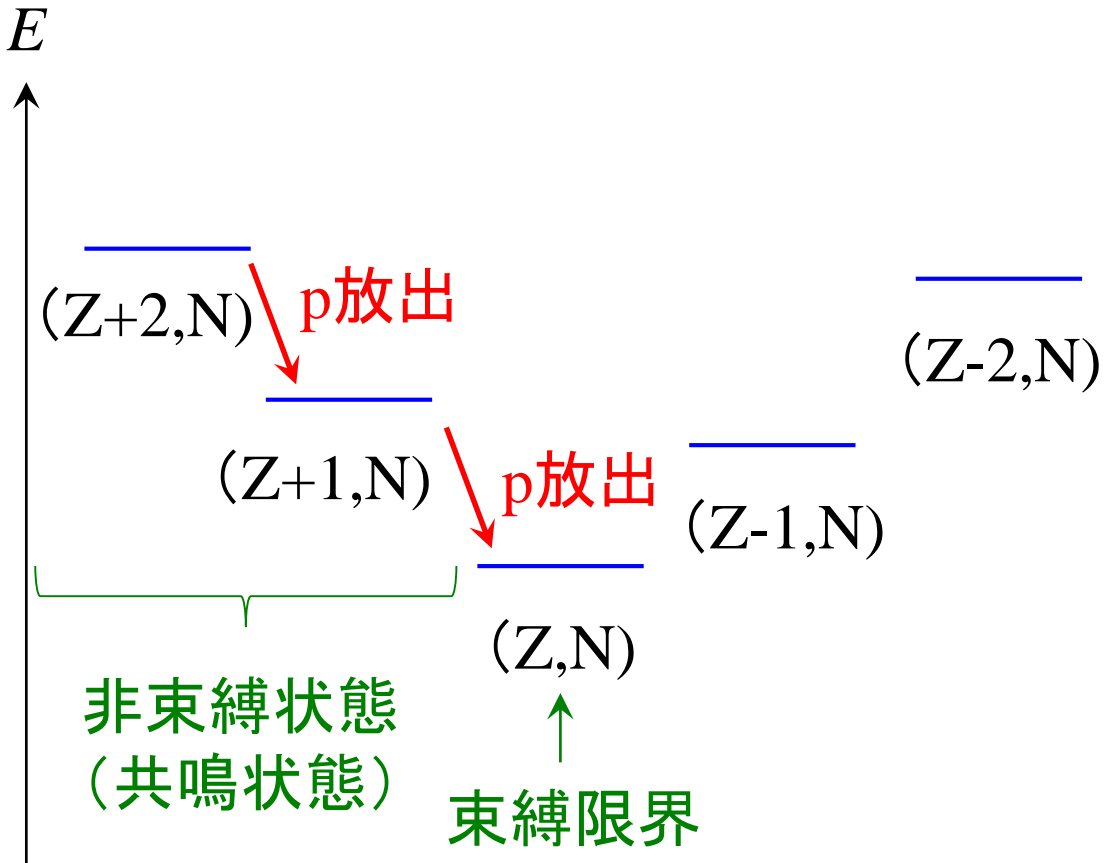 E
(Z+2,N)
p放出
(Z-2,N)
(Z+1,N)
p放出
(Z-1,N)
(Z,N)
非束縛状態
（共鳴状態）
束縛限界